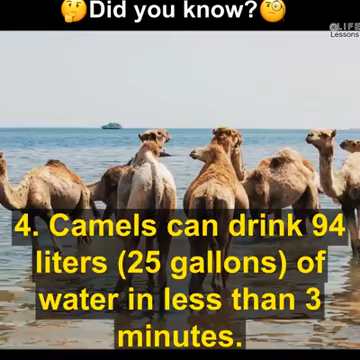 🤔Did you know?🧐
@LIFE
Lessons
4. Camels can drink 94
liters (25 gallons) of
water in less than 3
minutes.